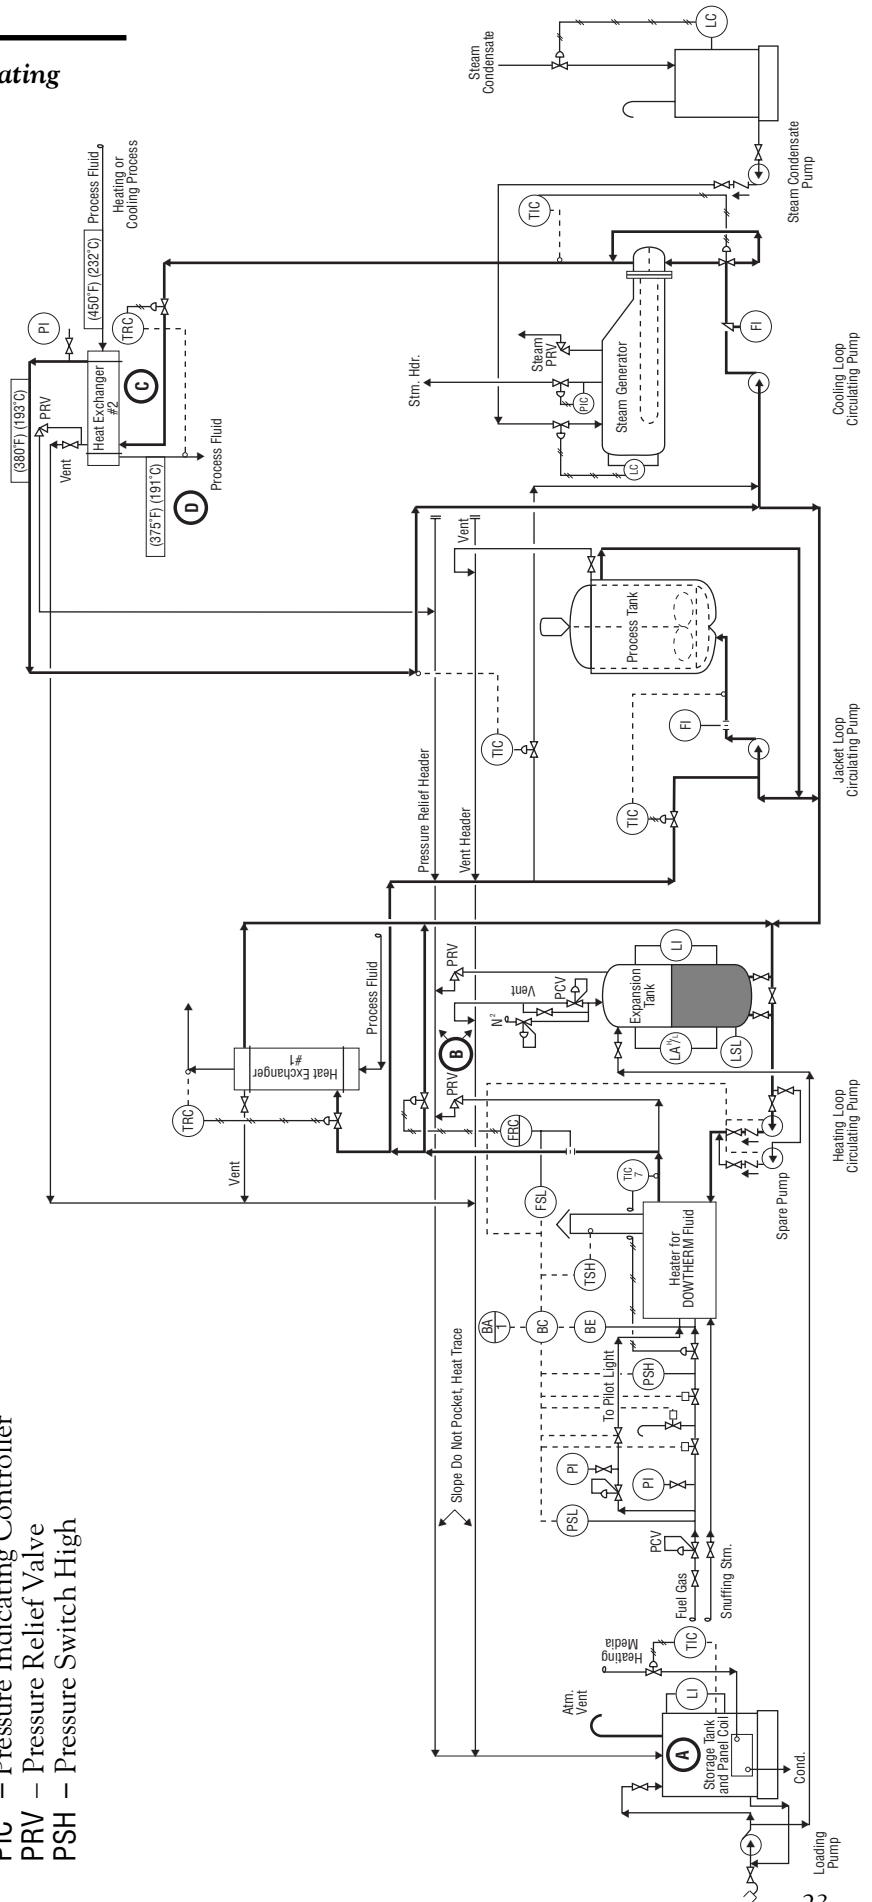 ating
PIC – Pressure Indicating Controller
PRV – Pressure Relief Valve
PSH – Pressure Switch High
Steam
Condensate
LC
Steam Condensate
Pump
Process Fluid
Heating or
Cooling Process
(450˚F) (232˚C)
PI
TRC
C
Heat Exchanger
#2
(380˚F) (193˚C)
PRV
Vent
(375˚F) (191˚C)
D
Process Fluid
TIC
Stm. Hdr.
Steam
PRV
PIC
Steam Generator
LC
FI
Cooling Loop
Circulating Pump
Vent
Process Tank
TIC
FI
TIC
Jacket Loop
Circulating Pump
Pressure Relief Header
Vent Header
Process Fluid
Heat Exchanger
#1
TRC
Vent
PRV
Vent
PCV
N2
B
PRV
Expansion
Tank
LI
LA H/L
LSL
Heating Loop
Circulating Pump
Spare Pump
FRC
FSL
TIC
7
TSH
Heater for
DOWTHERM Fluid
BA
1
BC
BE
To Pilot Light
PSH
PI
PI
PSL
PCV
Fuel Gas
Snuffing Stm.
Slope Do Not Pocket, Heat Trace
Heating
Media
TIC
LI
Atm.
Vent
A
Storage Tank
and Panel Coil
Cond.
Loading
Pump
23